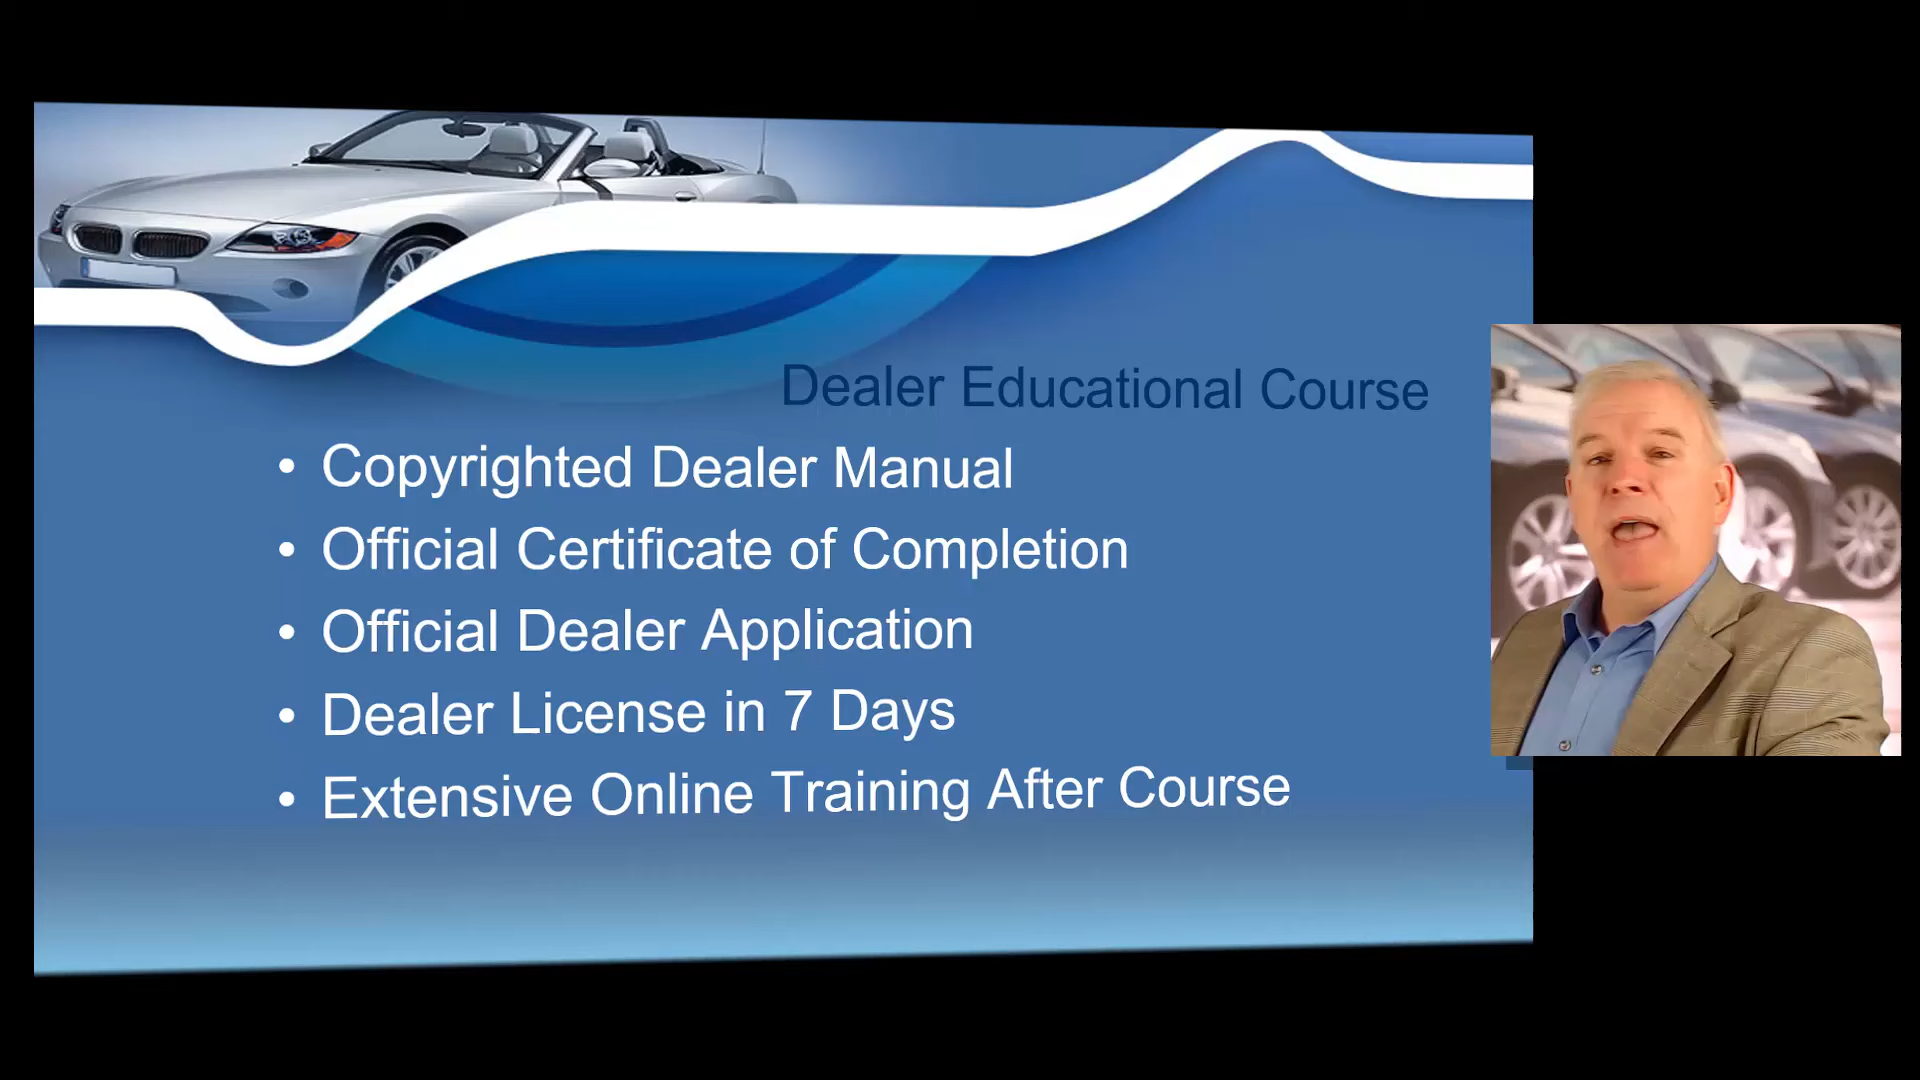 Dealer Educational Course
• Copyrighted Dealer Manual
• Official Certificate of Completion
• Official Dealer Application
• Dealer License in 7 Days
• Extensive Online Training After Course